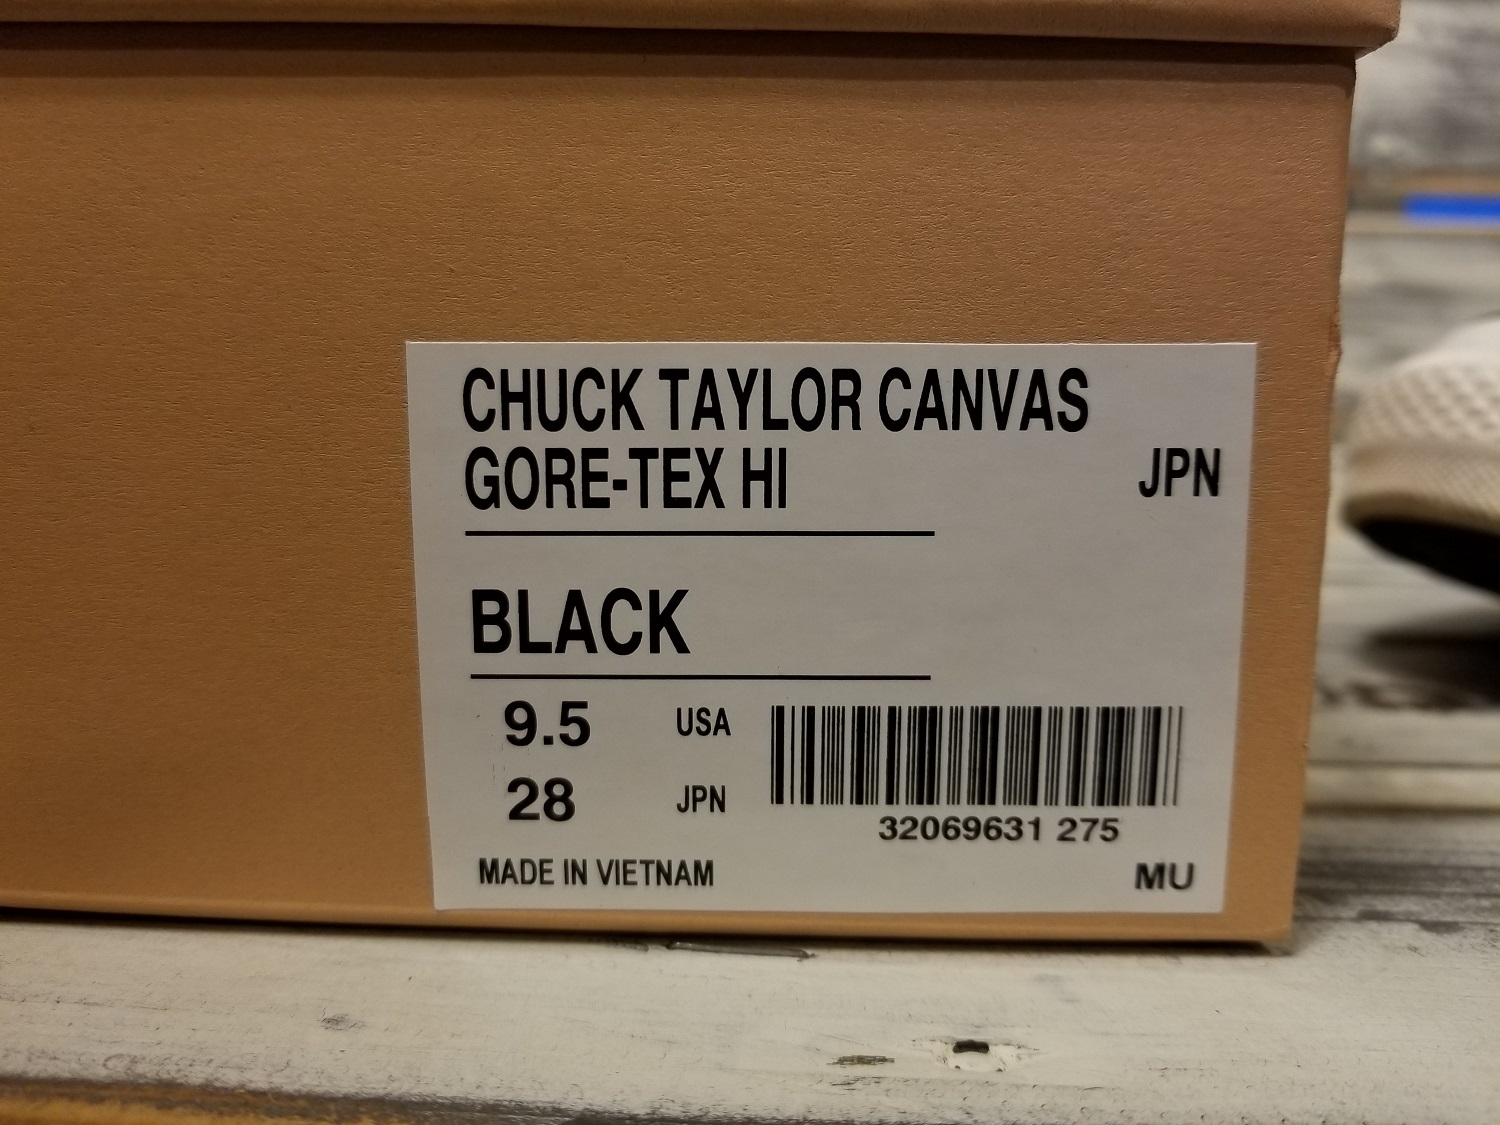 CHUCK TAYLOR CANVAS
GORE-TEX HI
JPN
BLACK
9.5 USA
28 JPN
32069631 275
MADE IN VIETNAM
MU